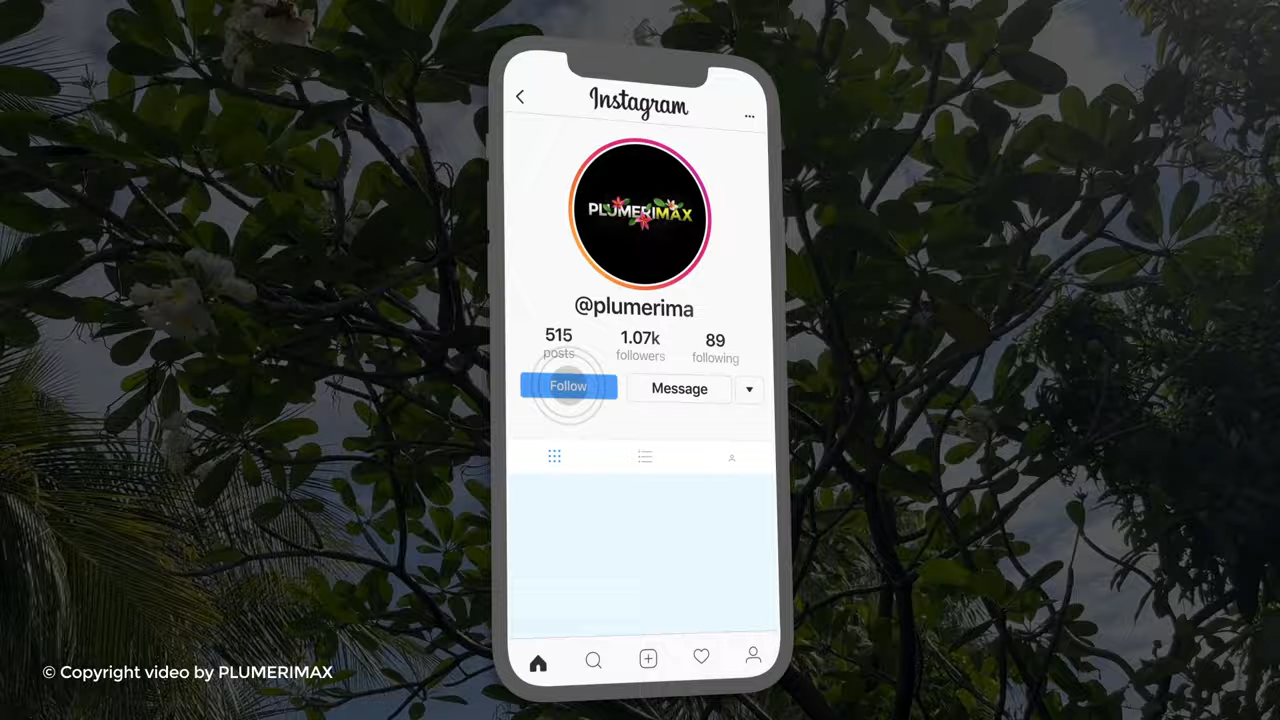 Instagram
PLUMERIMAX
@plumerima
515 1.07k 89
posts followers following
Follow Message
© Copyright video by PLUMERIMAX